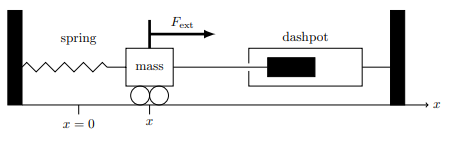 F_ext
spring
dashpot
mass
x
x = 0
x